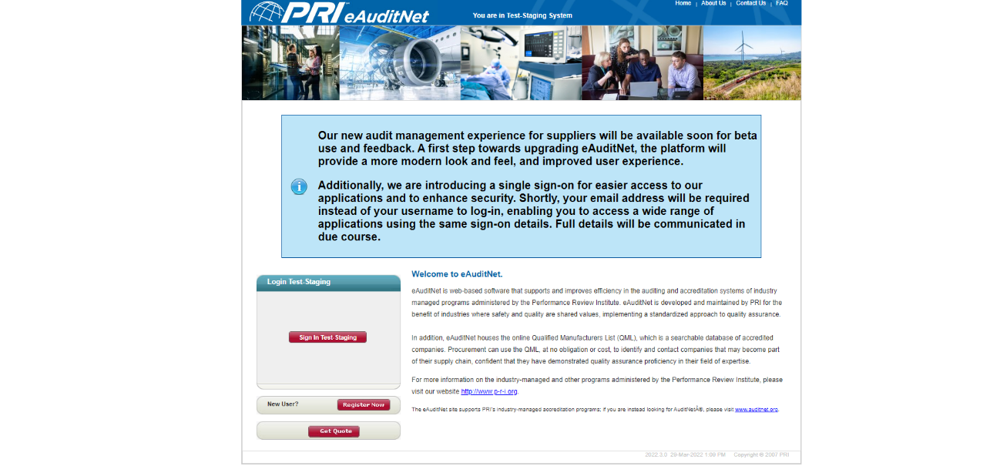 Home | About Us | Contact Us | FAQ
PRI eAuditNet
You are in Test-Staging System
Our new audit management experience for suppliers will be available soon for beta
use and feedback. A first step towards upgrading eAuditNet, the platform will
provide a more modern look and feel, and improved user experience.
Additionally, we are introducing a single sign-on for easier access to our
applications and to enhance security. Shortly, your email address will be required
instead of your username to log-in, enabling you to access a wide range of
applications using the same sign-on details. Full details will be communicated in
due course.
Login Test-Staging
Sign In Test-Staging
New User?
Register Now
Get Quote
Welcome to eAuditNet.
eAuditNet is web-based software that supports and improves efficiency in the auditing and accreditation systems of industry
managed programs administered by the Performance Review Institute. eAuditNet is developed and maintained by PRI for the
benefit of industries where safety and quality are shared values, implementing a standardized approach to quality assurance.
In addition, eAuditNet houses the online Qualified Manufacturers List (QML), which is a searchable database of accredited
companies. Procurement can use the QML, at no obligation or cost, to identify and contact companies that may become part
of their supply chain, confident that they have demonstrated quality assurance proficiency in their field of expertise.
For more information on the industry-managed and other programs administered by the Performance Review Institute, please
visit our website http://www.p-r-i.org.
The eAuditNet site supports PRI's industry-managed accreditation programs; if you are instead looking for AuditNetÂ®, please visit www.auditnet.org.
2022.3.0 29-Mar-2022 1:09 PM Copyright © 2007 PRI